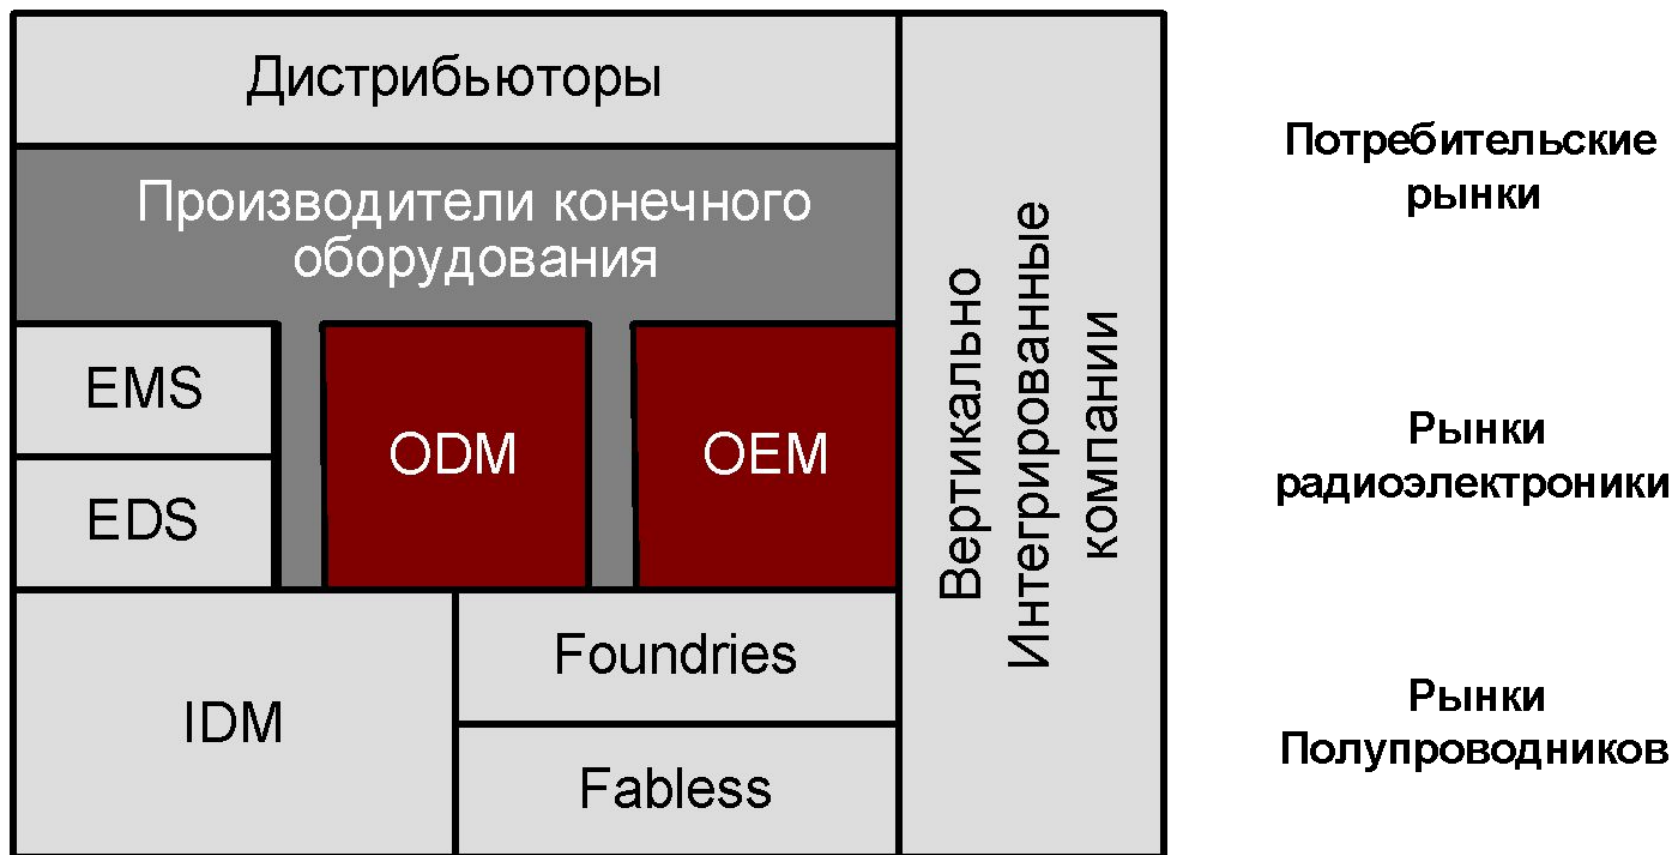 Дистрибьюторы
Производители конечного
оборудования
EMS
EDS
ODM
OEM
IDM
Foundries
Fabless
Вертикально
Интегрированные
компании
Потребительские
рынки
Рынки
радиоэлектроники
Рынки
Полупроводников